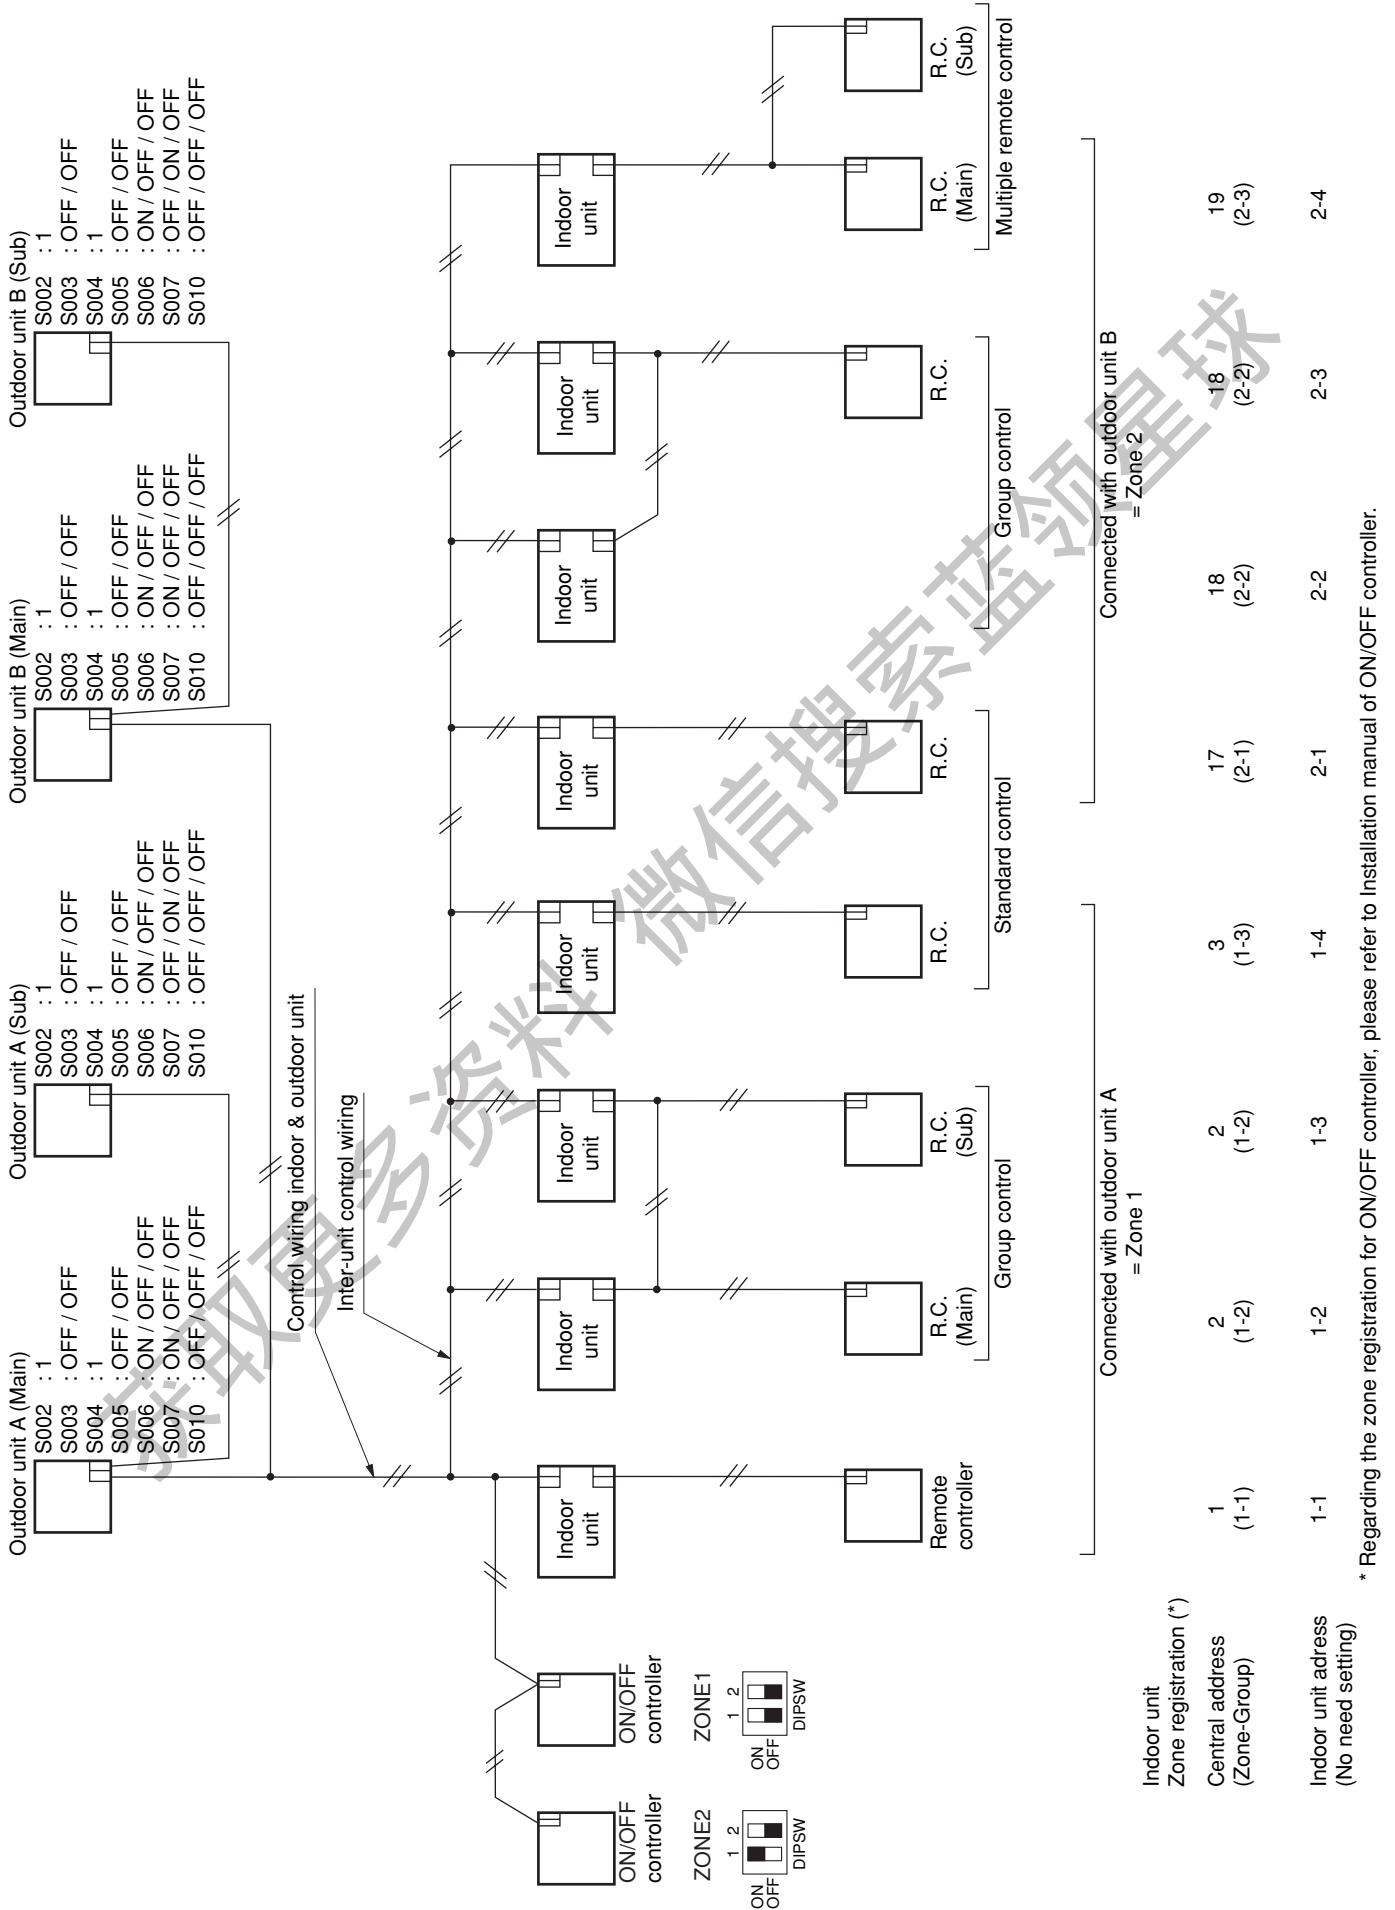 Outdoor unit A (Main)
S002 : 1
S003 : OFF / OFF
S004 : 1
S005 : OFF / OFF
S006 : ON / OFF / OFF
S007 : ON / OFF / OFF
S010 : OFF / OFF / OFF
Outdoor unit A (Sub)
S002 : 1
S003 : OFF / OFF
S004 : 1
S005 : OFF / OFF
S006 : ON / OFF / OFF
S007 : OFF / ON / OFF
S010 : OFF / OFF / OFF
Outdoor unit B (Main)
S002 : 1
S003 : OFF / OFF
S004 : 1
S005 : OFF / OFF
S006 : ON / OFF / OFF
S007 : ON / OFF / OFF
S010 : OFF / OFF / OFF
Outdoor unit B (Sub)
S002 : 1
S003 : OFF / OFF
S004 : 1
S005 : OFF / OFF
S006 : ON / OFF / OFF
S007 : OFF / ON / OFF
S010 : OFF / OFF / OFF
Control wiring indoor & outdoor unit
Inter-unit control wiring
ON/OFF
controller
ON/OFF
controller
Indoor
unit
Indoor
unit
Indoor
unit
Indoor
unit
Indoor
unit
Indoor
unit
Indoor
unit
Indoor
unit
ZONE2
1 2
ON
OFF
DIPSW
ZONE1
1 2
ON
OFF
DIPSW
Remote
controller
R.C.
(Main)
R.C.
(Sub)
R.C.
R.C.
R.C.
R.C.
(Main)
R.C.
(Sub)
Group control
Standard control
Group control
Multiple remote control
Connected with outdoor unit A
= Zone 1
Connected with outdoor unit B
= Zone 2
Indoor unit
Zone registration (*)
Central address
(Zone-Group)
1
(1-1)
2
(1-2)
2
(1-2)
3
(1-3)
17
(2-1)
18
(2-2)
18
(2-2)
19
(2-3)
Indoor unit adress
(No need setting)
1-1
1-2
1-3
1-4
2-1
2-2
2-3
2-4
* Regarding the zone registration for ON/OFF controller, please refer to Installation manual of ON/OFF controller.
获取更多资料 微信搜索蓝领星球